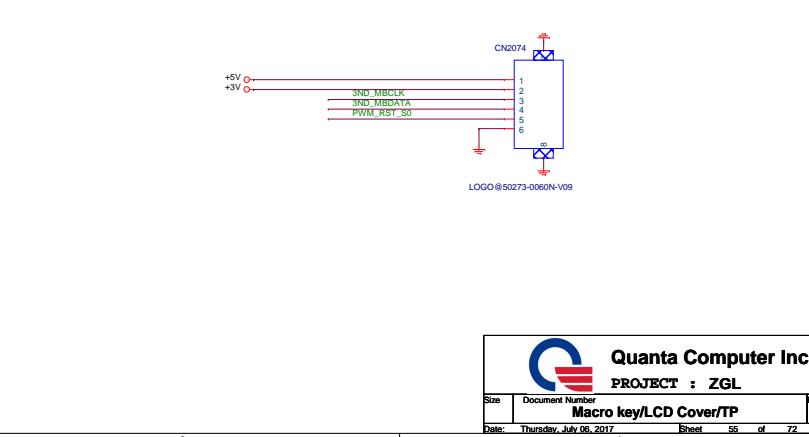 CN2074
+5V
+3V
3ND_MBCLK
3ND_MBDATA
PWM_RST_S0
1
2
3
4
5
6
8
LOGO@50273-0060N-V09
Quanta Computer Inc
PROJECT : ZGL
Size Document Number
Macro key/LCD Cover/TP
Date: Thursday, July 06, 2017 Sheet 55 of 72